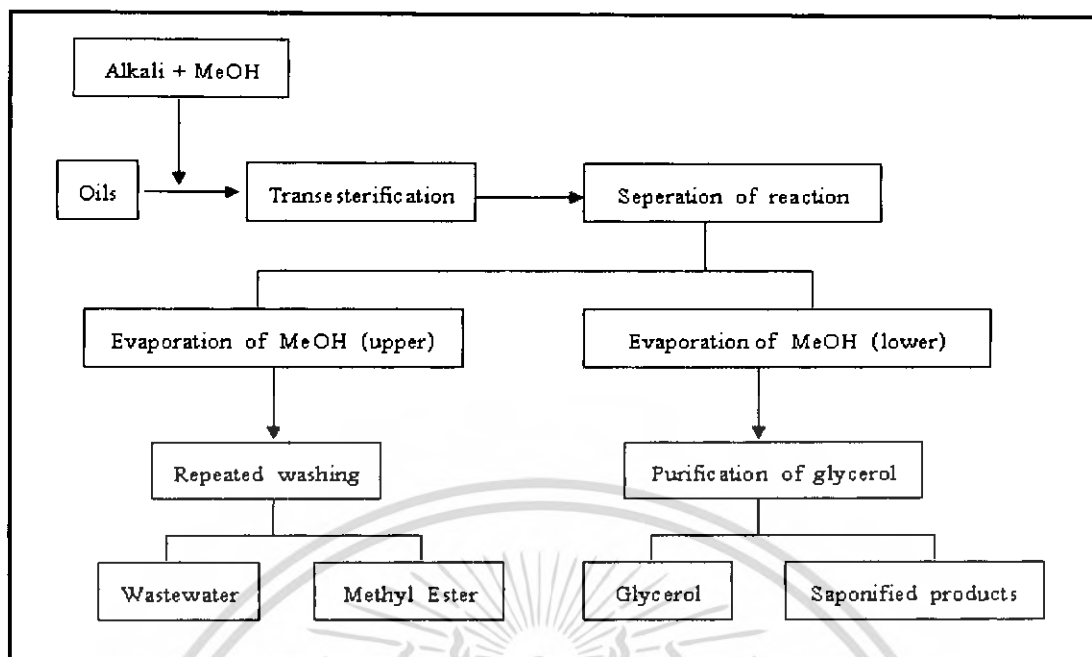 Alkali + MeOH
Oils
Transesterification
Seperation of reaction
Evaporation of MeOH (upper)
Evaporation of MeOH (lower)
Repeated washing
Purification of glycerol
Wastewater
Methyl Ester
Glycerol
Saponified products